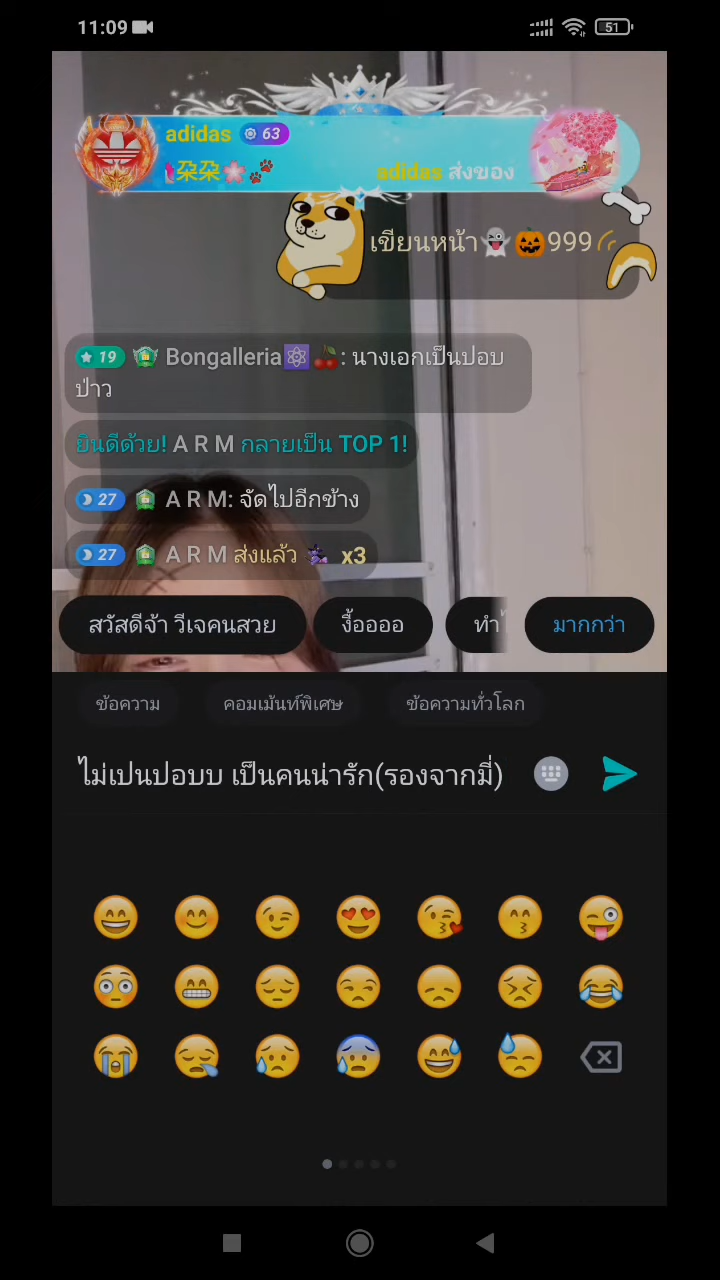 11:09
51
adidas 63
朵朵🌸🐾 adidas ส่งของ
เขียนหน้า👻🎃999
19 Bongalleria⚛️🍒: นางเอกเป็นปอบ
ป่าว
ยินดีด้วย! A R M กลายเป็น TOP 1!
27 A R M: จัดไปอีกข้าง
27 A R M ส่งแล้ว x3
สวัสดีจ้า วีเจคนสวย งื้อออออ มากกว่า
ข้อความ คอมเม้นท์พิเศษ ข้อความทั่วโลก
ไม่เปนปอบบ เป็นคนน่ารัก(รองจากมี่)